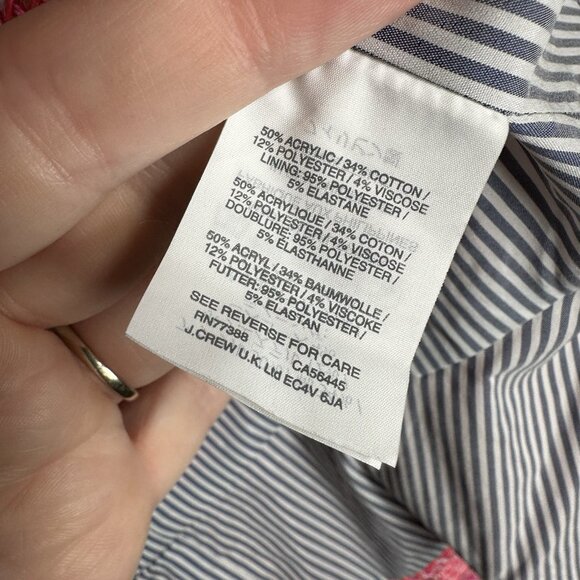 50% ACRYLIC / 34% COTTON /
12% POLYESTER / 4% VISCOSE
LINING: 95% POLYESTER /
5% ELASTANE
50% ACRYLIQUE / 34% COTON /
12% POLYESTER / 4% VISCOSE
DOUBLURE: 95% POLYESTER /
5% ELASTHANNE
50% ACRYL / 34% BAUMWOLLE /
12% POLYESTER / 4% VISKOSE
FUTTER: 95% POLYESTER /
5% ELASTANE
SEE REVERSE FOR CARE
RN77388 CA56445
J.CREW U.K. Ltd EC4V 6JA